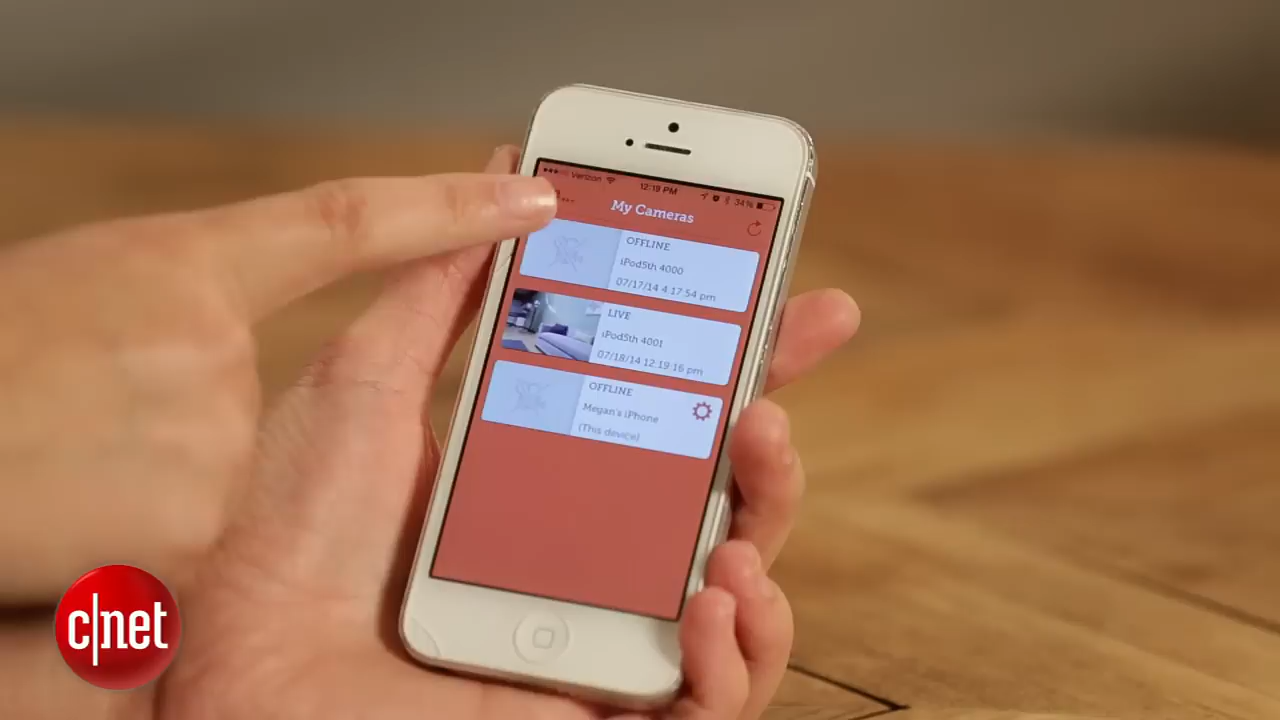 Verizon 12:19 PM 34%
My Cameras
OFFLINE
iPod5th 4000
07/17/14 4:17:54 pm
LIVE
iPod5th 4001
07/18/14 12:19:16 pm
OFFLINE
Megan's iPhone
(This device)
c|net